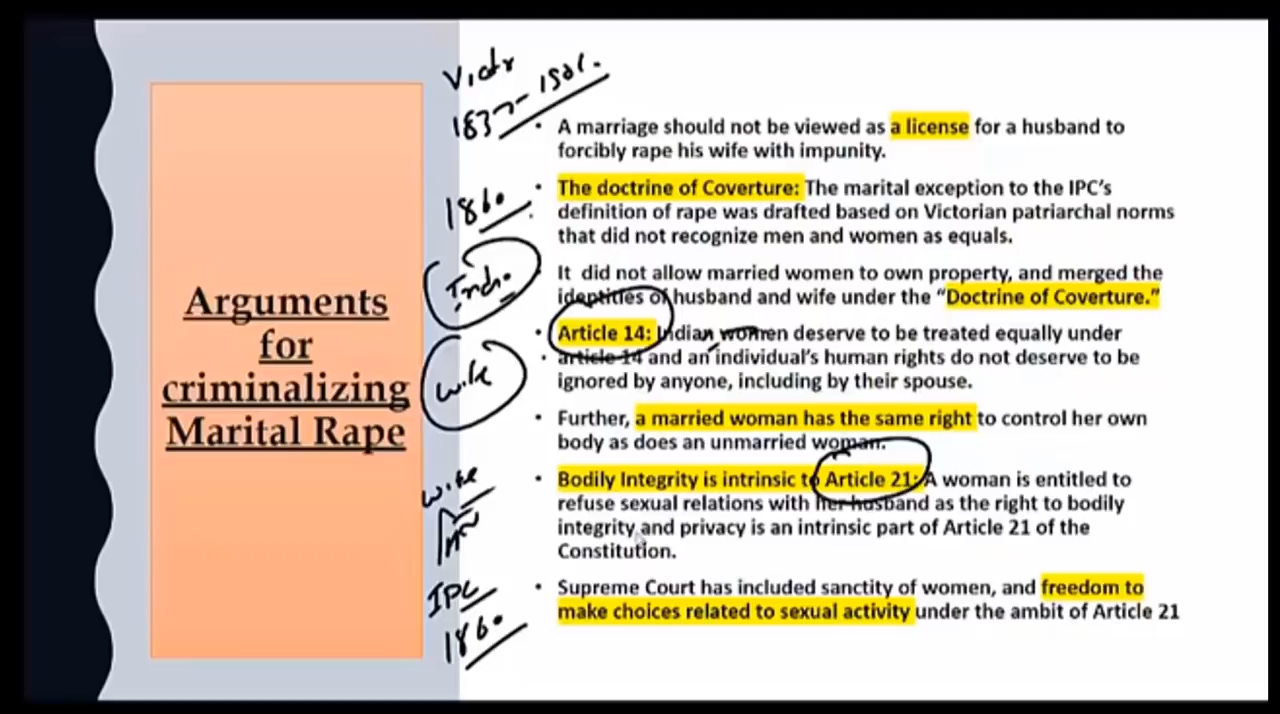 Arguments
for
criminalizing
Marital Rape
Victr
1837-1901.
1860
India
Wife
Wife
IPC
1860
• A marriage should not be viewed as a license for a husband to
forcibly rape his wife with impunity.
• The doctrine of Coverture: The marital exception to the IPC's
definition of rape was drafted based on Victorian patriarchal norms
that did not recognize men and women as equals.
• It did not allow married women to own property, and merged the
identities of husband and wife under the "Doctrine of Coverture."
• Article 14: Indian women deserve to be treated equally under
• article 14 and an individual's human rights do not deserve to be
ignored by anyone, including by their spouse.
• Further, a married woman has the same right to control her own
body as does an unmarried woman.
• Bodily Integrity is intrinsic to Article 21: A woman is entitled to
refuse sexual relations with her husband as the right to bodily
integrity and privacy is an intrinsic part of Article 21 of the
Constitution.
• Supreme Court has included sanctity of women, and freedom to
make choices related to sexual activity under the ambit of Article 21